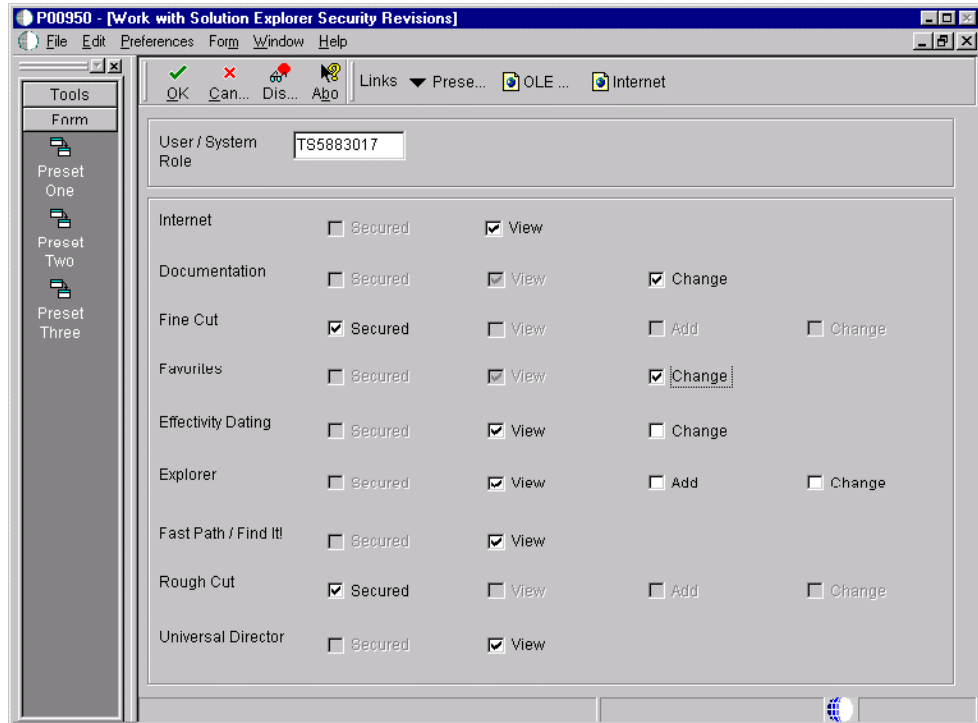 P00950 - [Work with Solution Explorer Security Revisions]
File Edit Preferences Form Window Help
Tools
Form
Preset One
Preset Two
Preset Three
OK Can... Dis... Abo Links Prese... OLE ... Internet
User / System Role TS5883017
Internet Secured View
Documentation Secured View Change
Fine Cut Secured View Add Change
Favorites Secured View Change
Effectivity Dating Secured View Change
Explorer Secured View Add Change
Fast Path / Find It! Secured View
Rough Cut Secured View Add Change
Universal Director Secured View